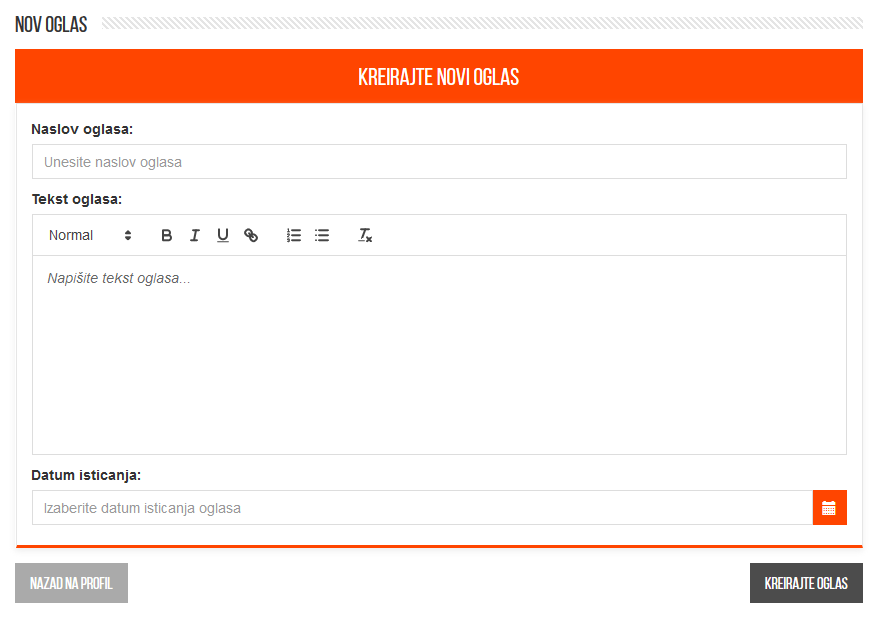 NOV OGLAS
KREIRAJTE NOVI OGLAS
Naslov oglasa:
Unesite naslov oglasa
Tekst oglasa:
Normal B I U Tx
Napišite tekst oglasa...
Datum isticanja:
Izaberite datum isticanja oglasa
NAZAD NA PROFIL KREIRAJTE OGLAS